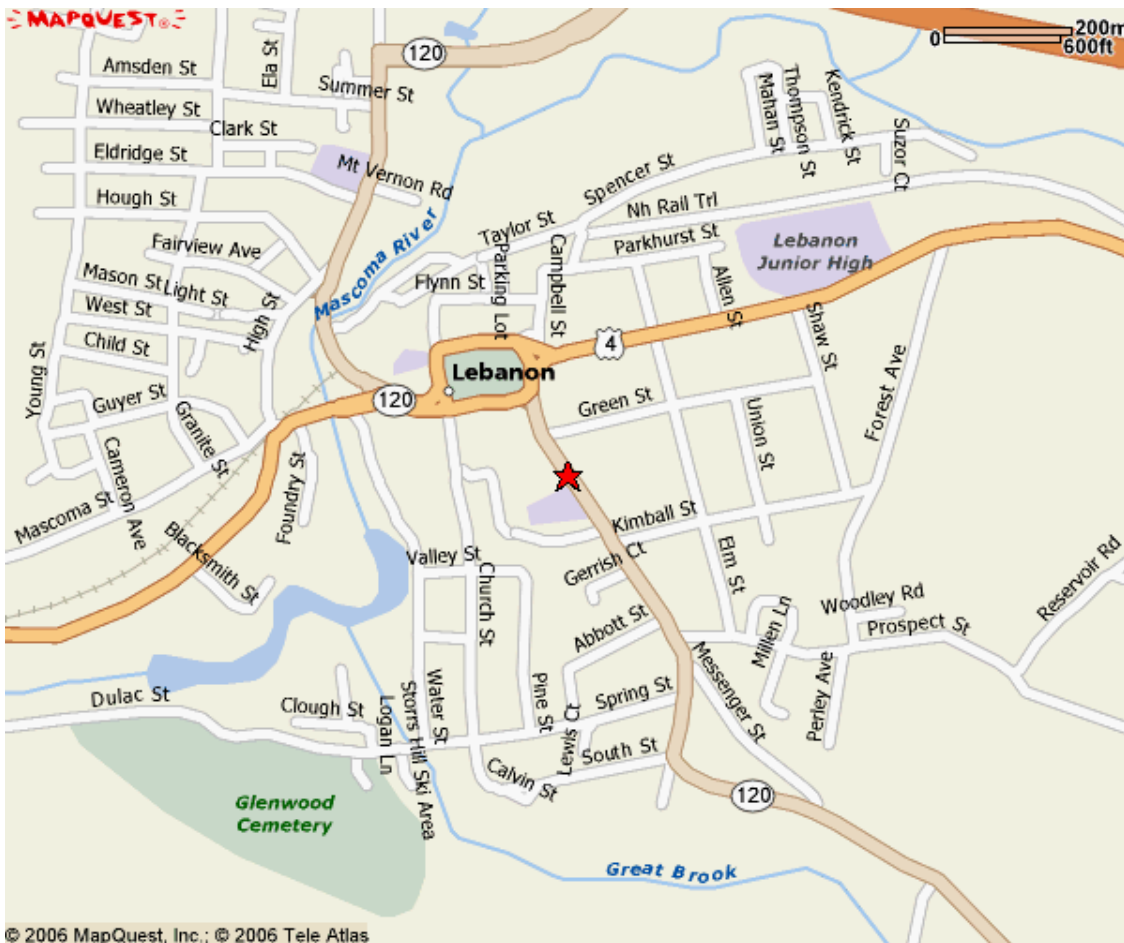 MAPQUEST
120
200m
0
600ft
Amsden St
Ela St
Summer St
Wheatley St
Clark St
Eldridge St
Mt Vernon Rd
Hough St
Fairview Ave
Mason St
Light St
West St
High St
Child St
Young St
Guyer St
Granite St
Cameron Ave
Mascoma St
Blacksmith St
Foundry St
Mascoma River
Mahan St
Thompson St
Kendrick St
Suzor Ct
Spencer St
Nh Rail Trl
Taylor St
Parking Lot
Campbell St
Parkhurst St
Flynn St
Allen St
Lebanon
Junior High
4
Lebanon
120
Shaw St
Forest Ave
Green St
Union St
Kimball St
Gerrish Ct
Elm St
Valley St
Church St
Abbott St
Millen Ln
Woodley Rd
Prospect St
Reservoir Rd
Messenger St
Perley Ave
Dulac St
Clough St
Logan Ln
Storrs Hill Ski Area
Water St
Pine St
Lewis Ct
Spring St
South St
Calvin St
120
Glenwood
Cemetery
Great Brook
© 2006 MapQuest, Inc.; © 2006 Tele Atlas